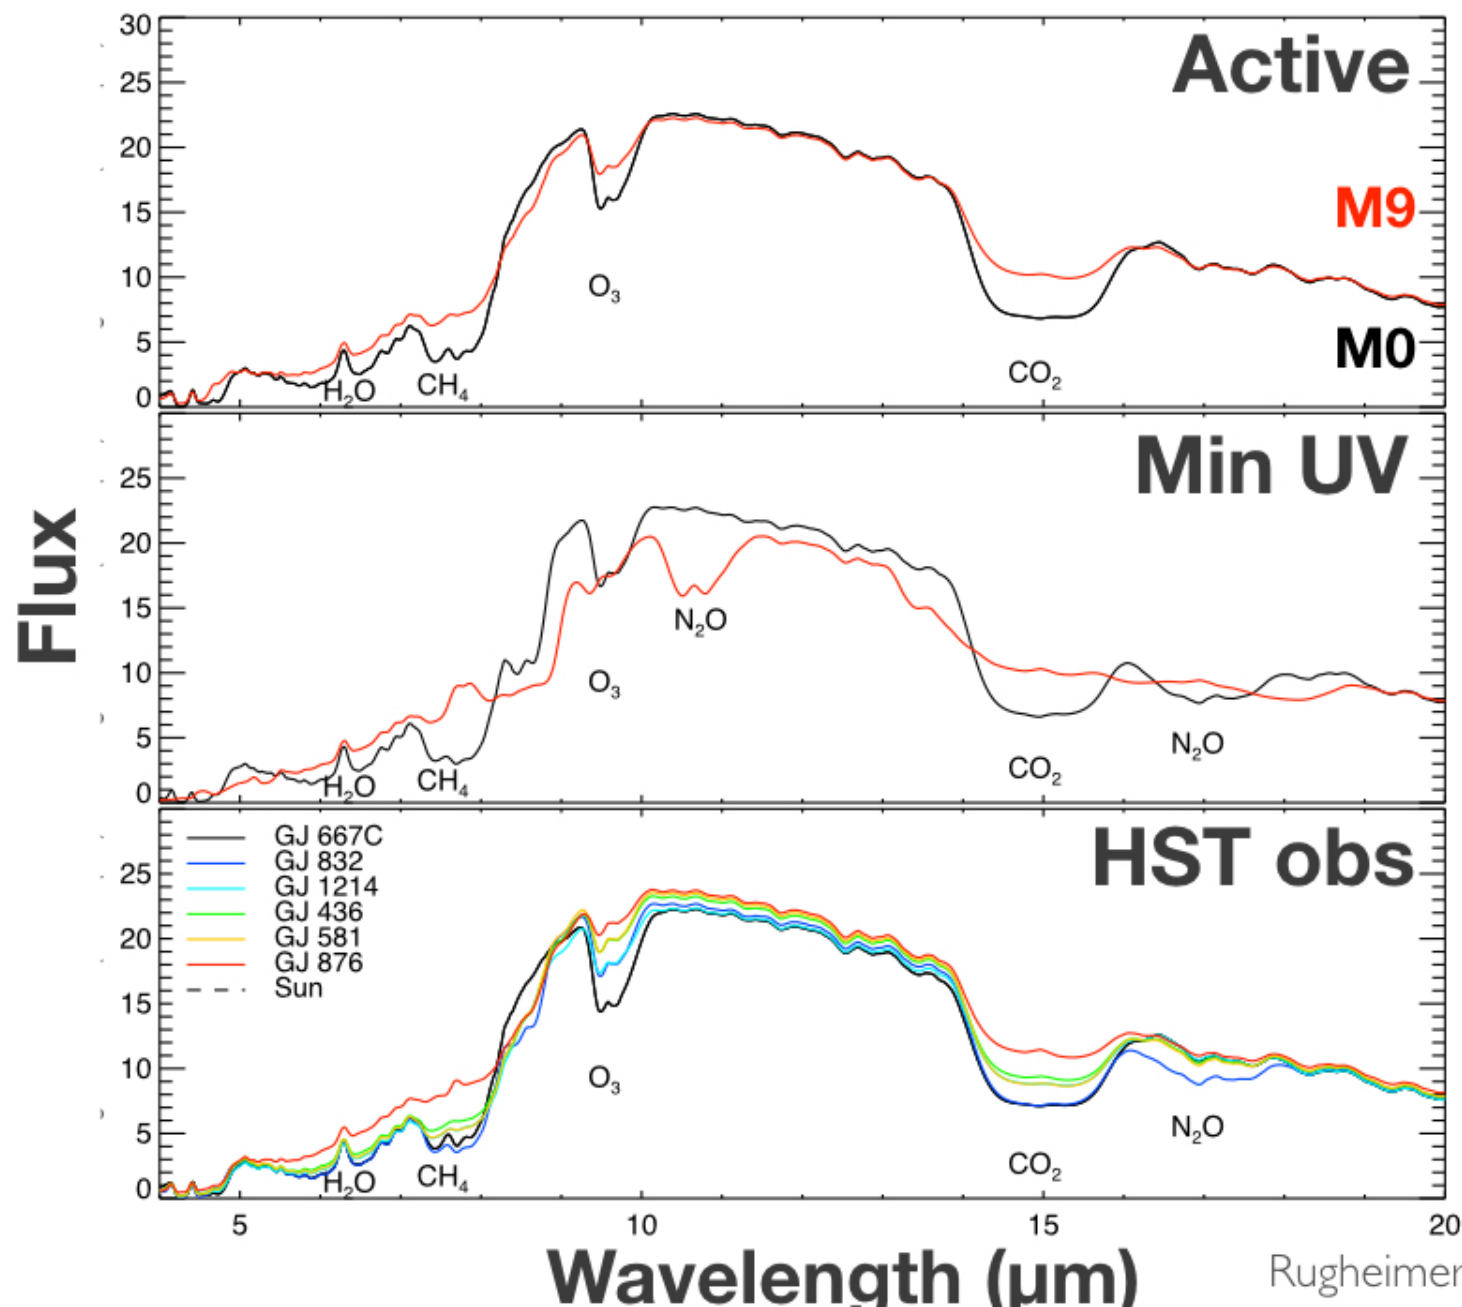 30
25
20
15
10
5
0
Active
M9
M0
O₃
H₂O
CH₄
CO₂
25
20
15
10
5
0
Min UV
N₂O
O₃
H₂O
CH₄
CO₂
N₂O
Flux
25
20
15
10
5
0
GJ 667C
GJ 832
GJ 1214
GJ 436
GJ 581
GJ 876
Sun
HST obs
O₃
H₂O
CH₄
CO₂
N₂O
5
10
15
20
Wavelength (µm)
Rugheimer